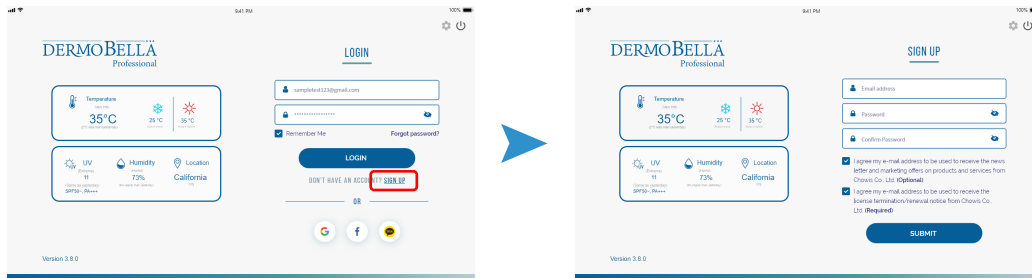 9:41 PM
100%
DERMOBELLA
Professional
LOGIN
sampletest123@gmail.com
Remember Me
Forgot password?
LOGIN
DON'T HAVE AN ACCOUNT? SIGN UP
OR
Temperature
35°C
25 °C
35 °C
UV
11
SPF50+, PA+++
Humidity
73%
Location
California
Version 3.8.0
9:41 PM
100%
DERMOBELLA
Professional
SIGN UP
Email address
Password
Confirm Password
I agree my e-mail address to be used to receive the news
letter and marketing offers on products and services from
Chowis Co., Ltd. (Optional)
I agree my e-mail address to be used to receive the
license termination/renewal notice from Chowis Co.,
Ltd. (Required)
SUBMIT
Temperature
35°C
25 °C
35 °C
UV
11
SPF50+, PA+++
Humidity
73%
Location
California
Version 3.8.0